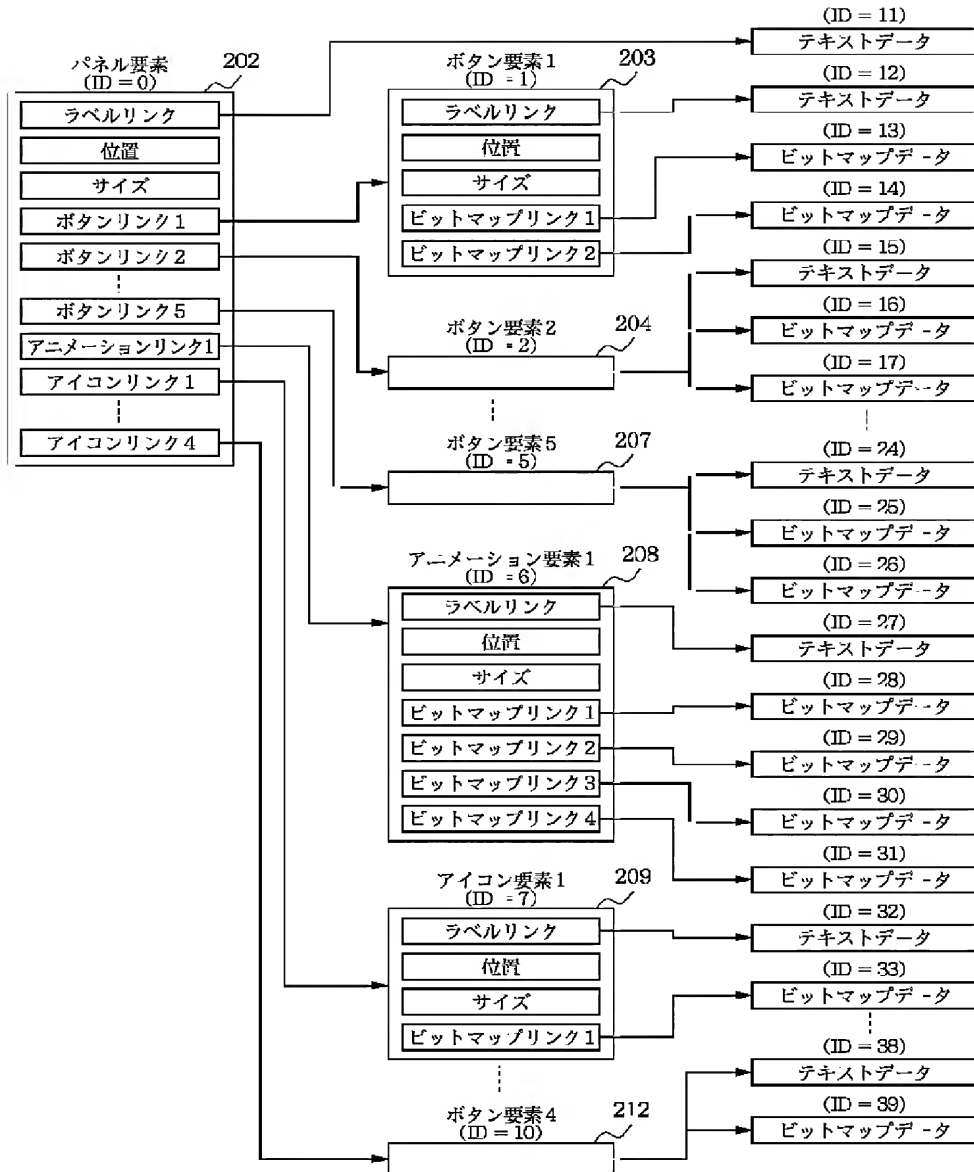 パネル要素
(ID = 0)
202
ラベルリンク
位置
サイズ
ボタンリンク1
ボタンリンク2
ボタンリンク5
アニメーションリンク1
アイコンリンク1
アイコンリンク4
ボタン要素1
(ID = 1)
203
ラベルリンク
位置
サイズ
ビットマップリンク1
ビットマップリンク2
ボタン要素2
(ID = 2)
204
ボタン要素5
(ID = 5)
207
アニメーション要素1
(ID = 6)
208
ラベルリンク
位置
サイズ
ビットマップリンク1
ビットマップリンク2
ビットマップリンク3
ビットマップリンク4
アイコン要素1
(ID = 7)
209
ラベルリンク
位置
サイズ
ビットマップリンク1
ボタン要素4
(ID = 10)
212
(ID = 11)
テキストデータ
(ID = 12)
テキストデータ
(ID = 13)
ビットマップデータ
(ID = 14)
ビットマップデータ
(ID = 15)
テキストデータ
(ID = 16)
ビットマップデータ
(ID = 17)
ビットマップデータ
(ID = 24)
テキストデータ
(ID = 25)
ビットマップデータ
(ID = 26)
ビットマップデータ
(ID = 27)
テキストデータ
(ID = 28)
ビットマップデータ
(ID = 29)
ビットマップデータ
(ID = 30)
ビットマップデータ
(ID = 31)
ビットマップデータ
(ID = 32)
テキストデータ
(ID = 33)
ビットマップデータ
(ID = 38)
テキストデータ
(ID = 39)
ビットマップデータ